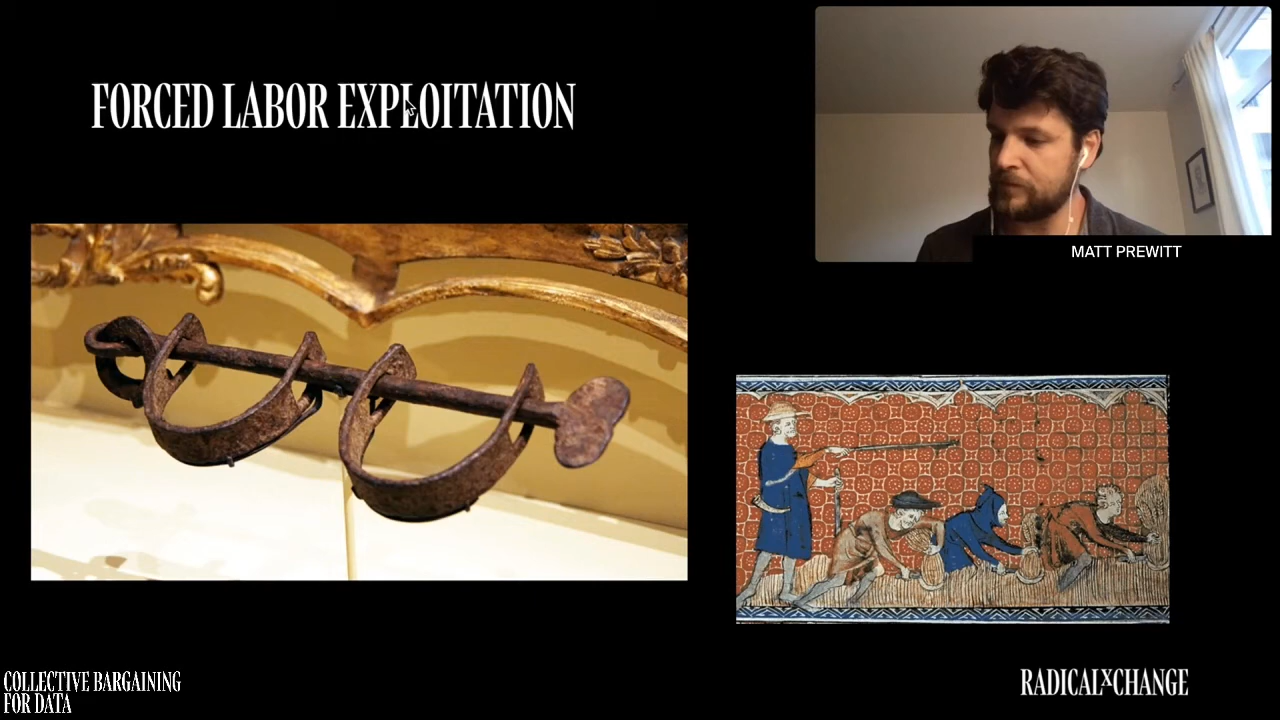 FORCED LABOR EXPLOITATION
MATT PREWITT
COLLECTIVE BARGAINING
FOR DATA
RADICALXCHANGE